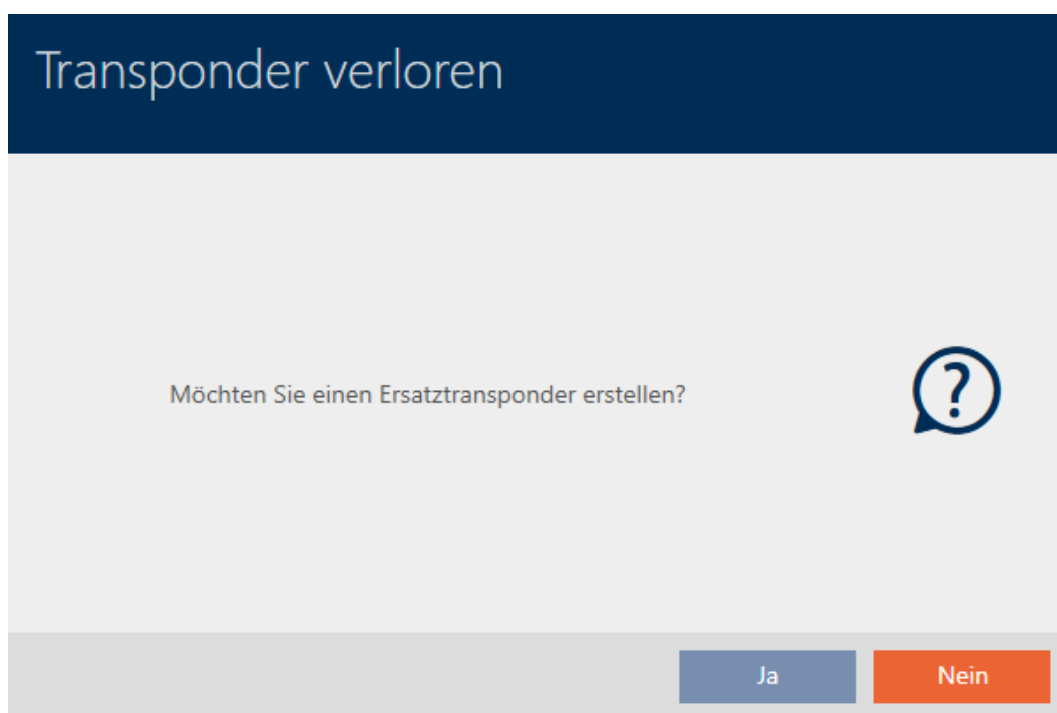 Transponder verloren
Möchten Sie einen Ersatztransponder erstellen?
?
Ja
Nein